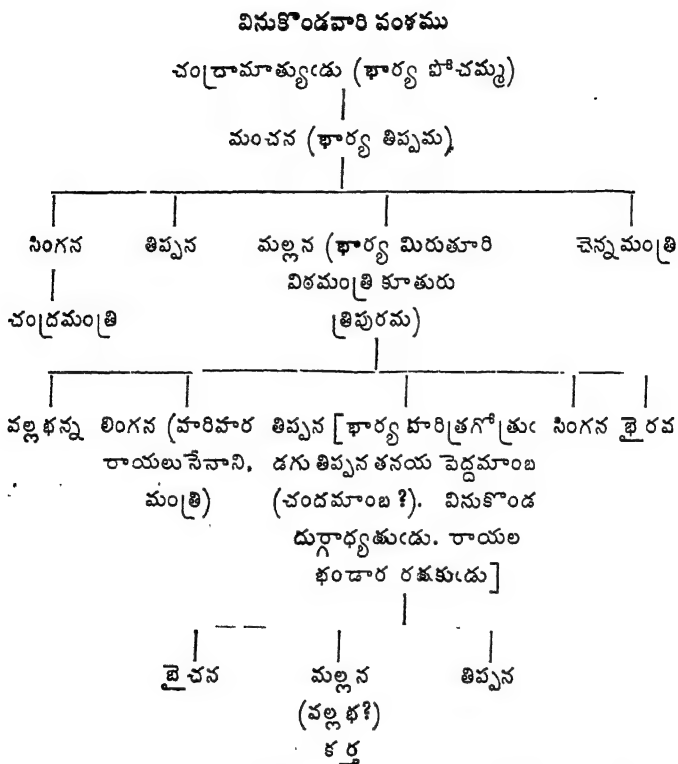 వినుకొండవారి వంశము
చంద్రామాత్యుఁడు (భార్య పోచమ్మ)
మంచన (భార్య తిప్పమ)
సింగన తిప్పన మల్లన (భార్య మిరుతూరి చెన్నమంత్రి
విఠమంత్రి కూతురు
చంద్రమంత్రి త్రిపురమ)
వల్లభన్న లింగన (హరిహర తిప్పన [భార్య హరిత్రగోత్రుఁ సింగన భైరవ
రాయలుసేనాని, డగు తిప్పన తనయ పెద్దమాంబ
మంత్రి) (చందమాంబ ?). వినుకొండ
దుర్గాధ్యక్షుఁడు. రాయల
భండార రక్షకుఁడు]
బైచన మల్లన తిప్పన
(వల్లభ?)
కర్త